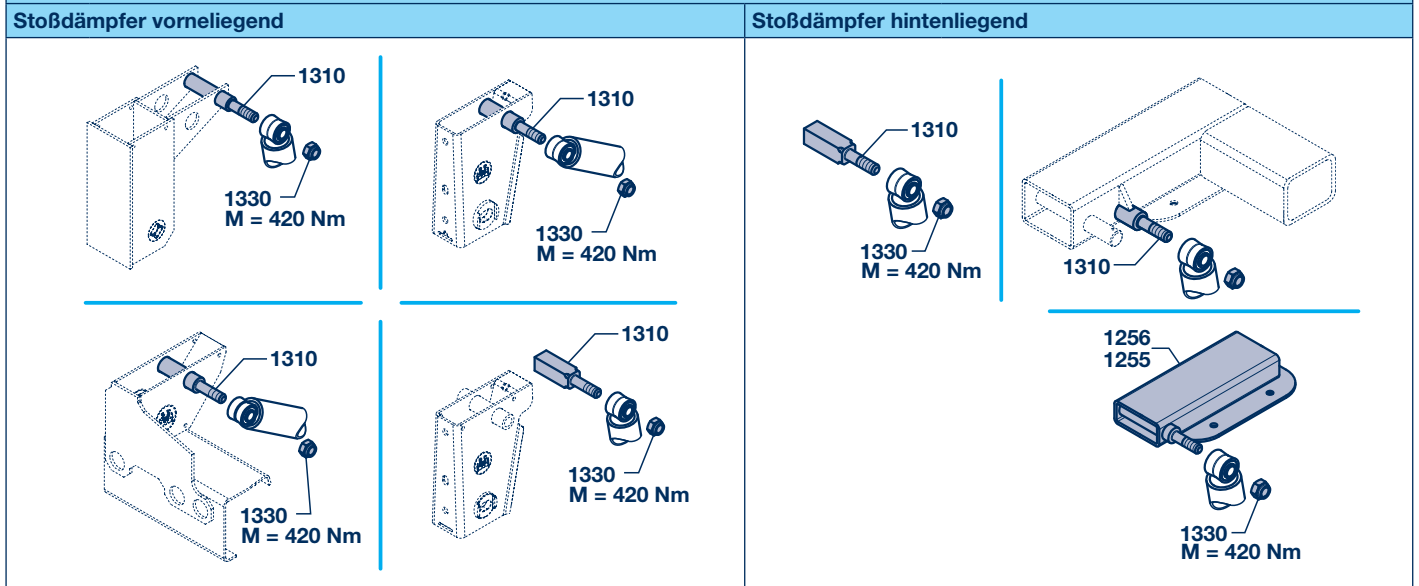 Stoßdämpfer vorneliegend
Stoßdämpfer hintenliegend
1310
1330
M = 420 Nm
1310
1330
M = 420 Nm
1310
1330
M = 420 Nm
1310
1330
M = 420 Nm
1310
1330
M = 420 Nm
1310
1256
1255
1330
M = 420 Nm